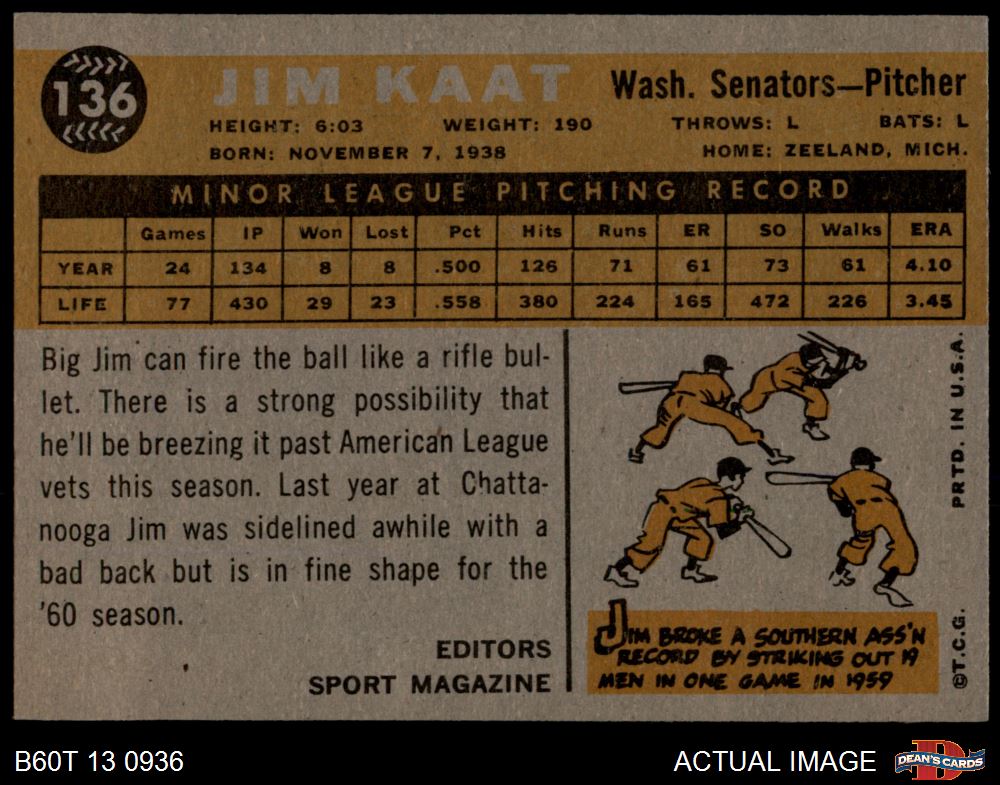 136
JIM KAAT Wash. Senators—Pitcher
HEIGHT: 6:03 WEIGHT: 190 THROWS: L BATS: L
BORN: NOVEMBER 7, 1938 HOME: ZEELAND, MICH.
MINOR LEAGUE PITCHING RECORD
Games IP Won Lost Pct Hits Runs ER SO Walks ERA
YEAR 24 134 8 8 .500 126 71 61 73 61 4.10
LIFE 77 430 29 23 .558 380 224 165 472 226 3.45
Big Jim can fire the ball like a rifle bul-
let. There is a strong possibility that
he'll be breezing it past American League
vets this season. Last year at Chatta-
nooga Jim was sidelined awhile with a
bad back but is in fine shape for the
'60 season.
EDITORS
SPORT MAGAZINE
JIM BROKE A SOUTHERN ASS'N
RECORD BY STRIKING OUT 19
MEN IN ONE GAME IN 1959
©T.C.G. PRTD. IN U.S.A.
B60T 13 0936 ACTUAL IMAGE
D
DEAN'S CARDS